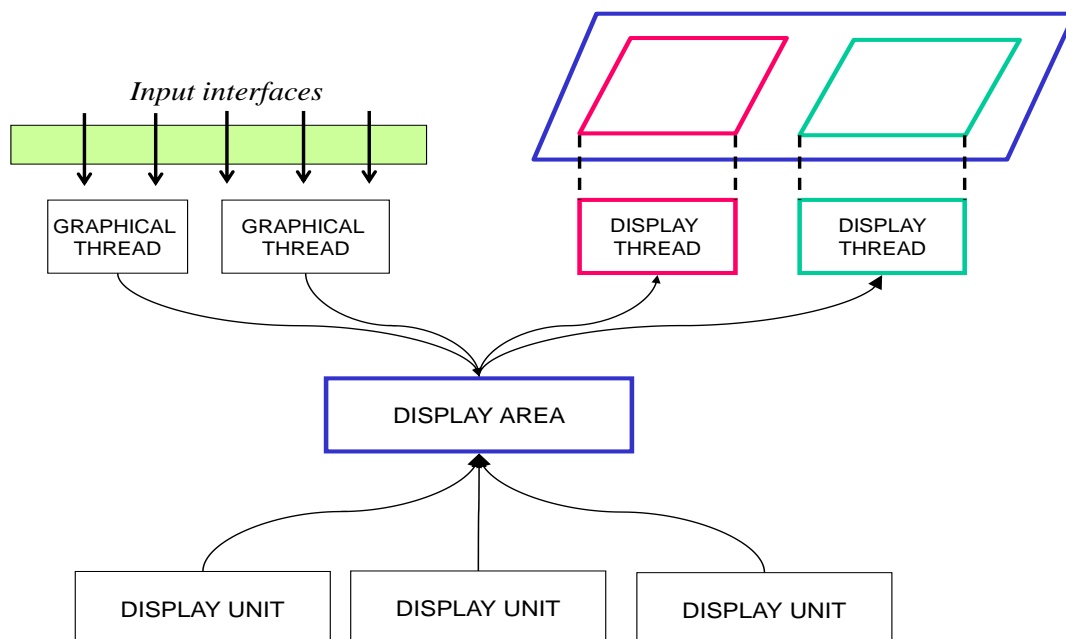 Input interfaces
GRAPHICAL
THREAD
GRAPHICAL
THREAD
DISPLAY
THREAD
DISPLAY
THREAD
DISPLAY AREA
DISPLAY UNIT
DISPLAY UNIT
DISPLAY UNIT